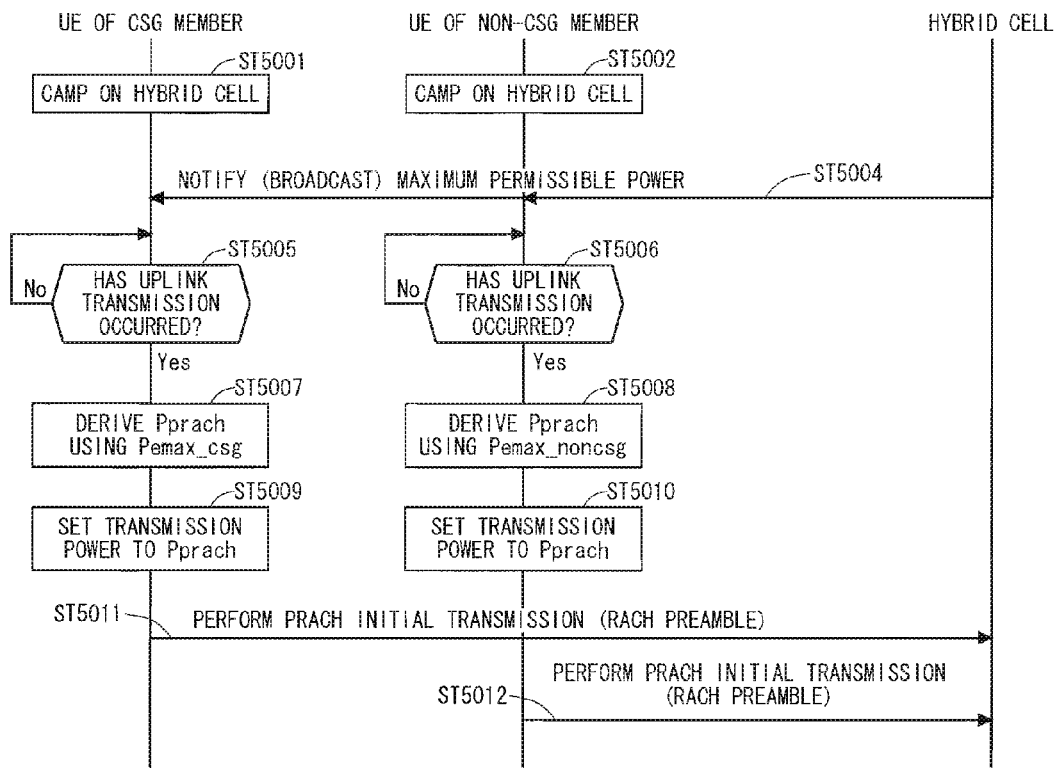 UE OF CSG MEMBER
UE OF NON-CSG MEMBER
HYBRID CELL
ST5001
ST5002
CAMP ON HYBRID CELL
CAMP ON HYBRID CELL
NOTIFY (BROADCAST) MAXIMUM PERMISSIBLE POWER
ST5004
ST5005
ST5006
No
HAS UPLINK
TRANSMISSION
OCCURRED?
No
HAS UPLINK
TRANSMISSION
OCCURRED?
Yes
Yes
ST5007
ST5008
DERIVE Pprach
USING Pemax_csg
DERIVE Pprach
USING Pemax_noncsg
ST5009
ST5010
SET TRANSMISSION
POWER TO Pprach
SET TRANSMISSION
POWER TO Pprach
ST5011
PERFORM PRACH INITIAL TRANSMISSION (RACH PREAMBLE)
PERFORM PRACH INITIAL TRANSMISSION
(RACH PREAMBLE)
ST5012